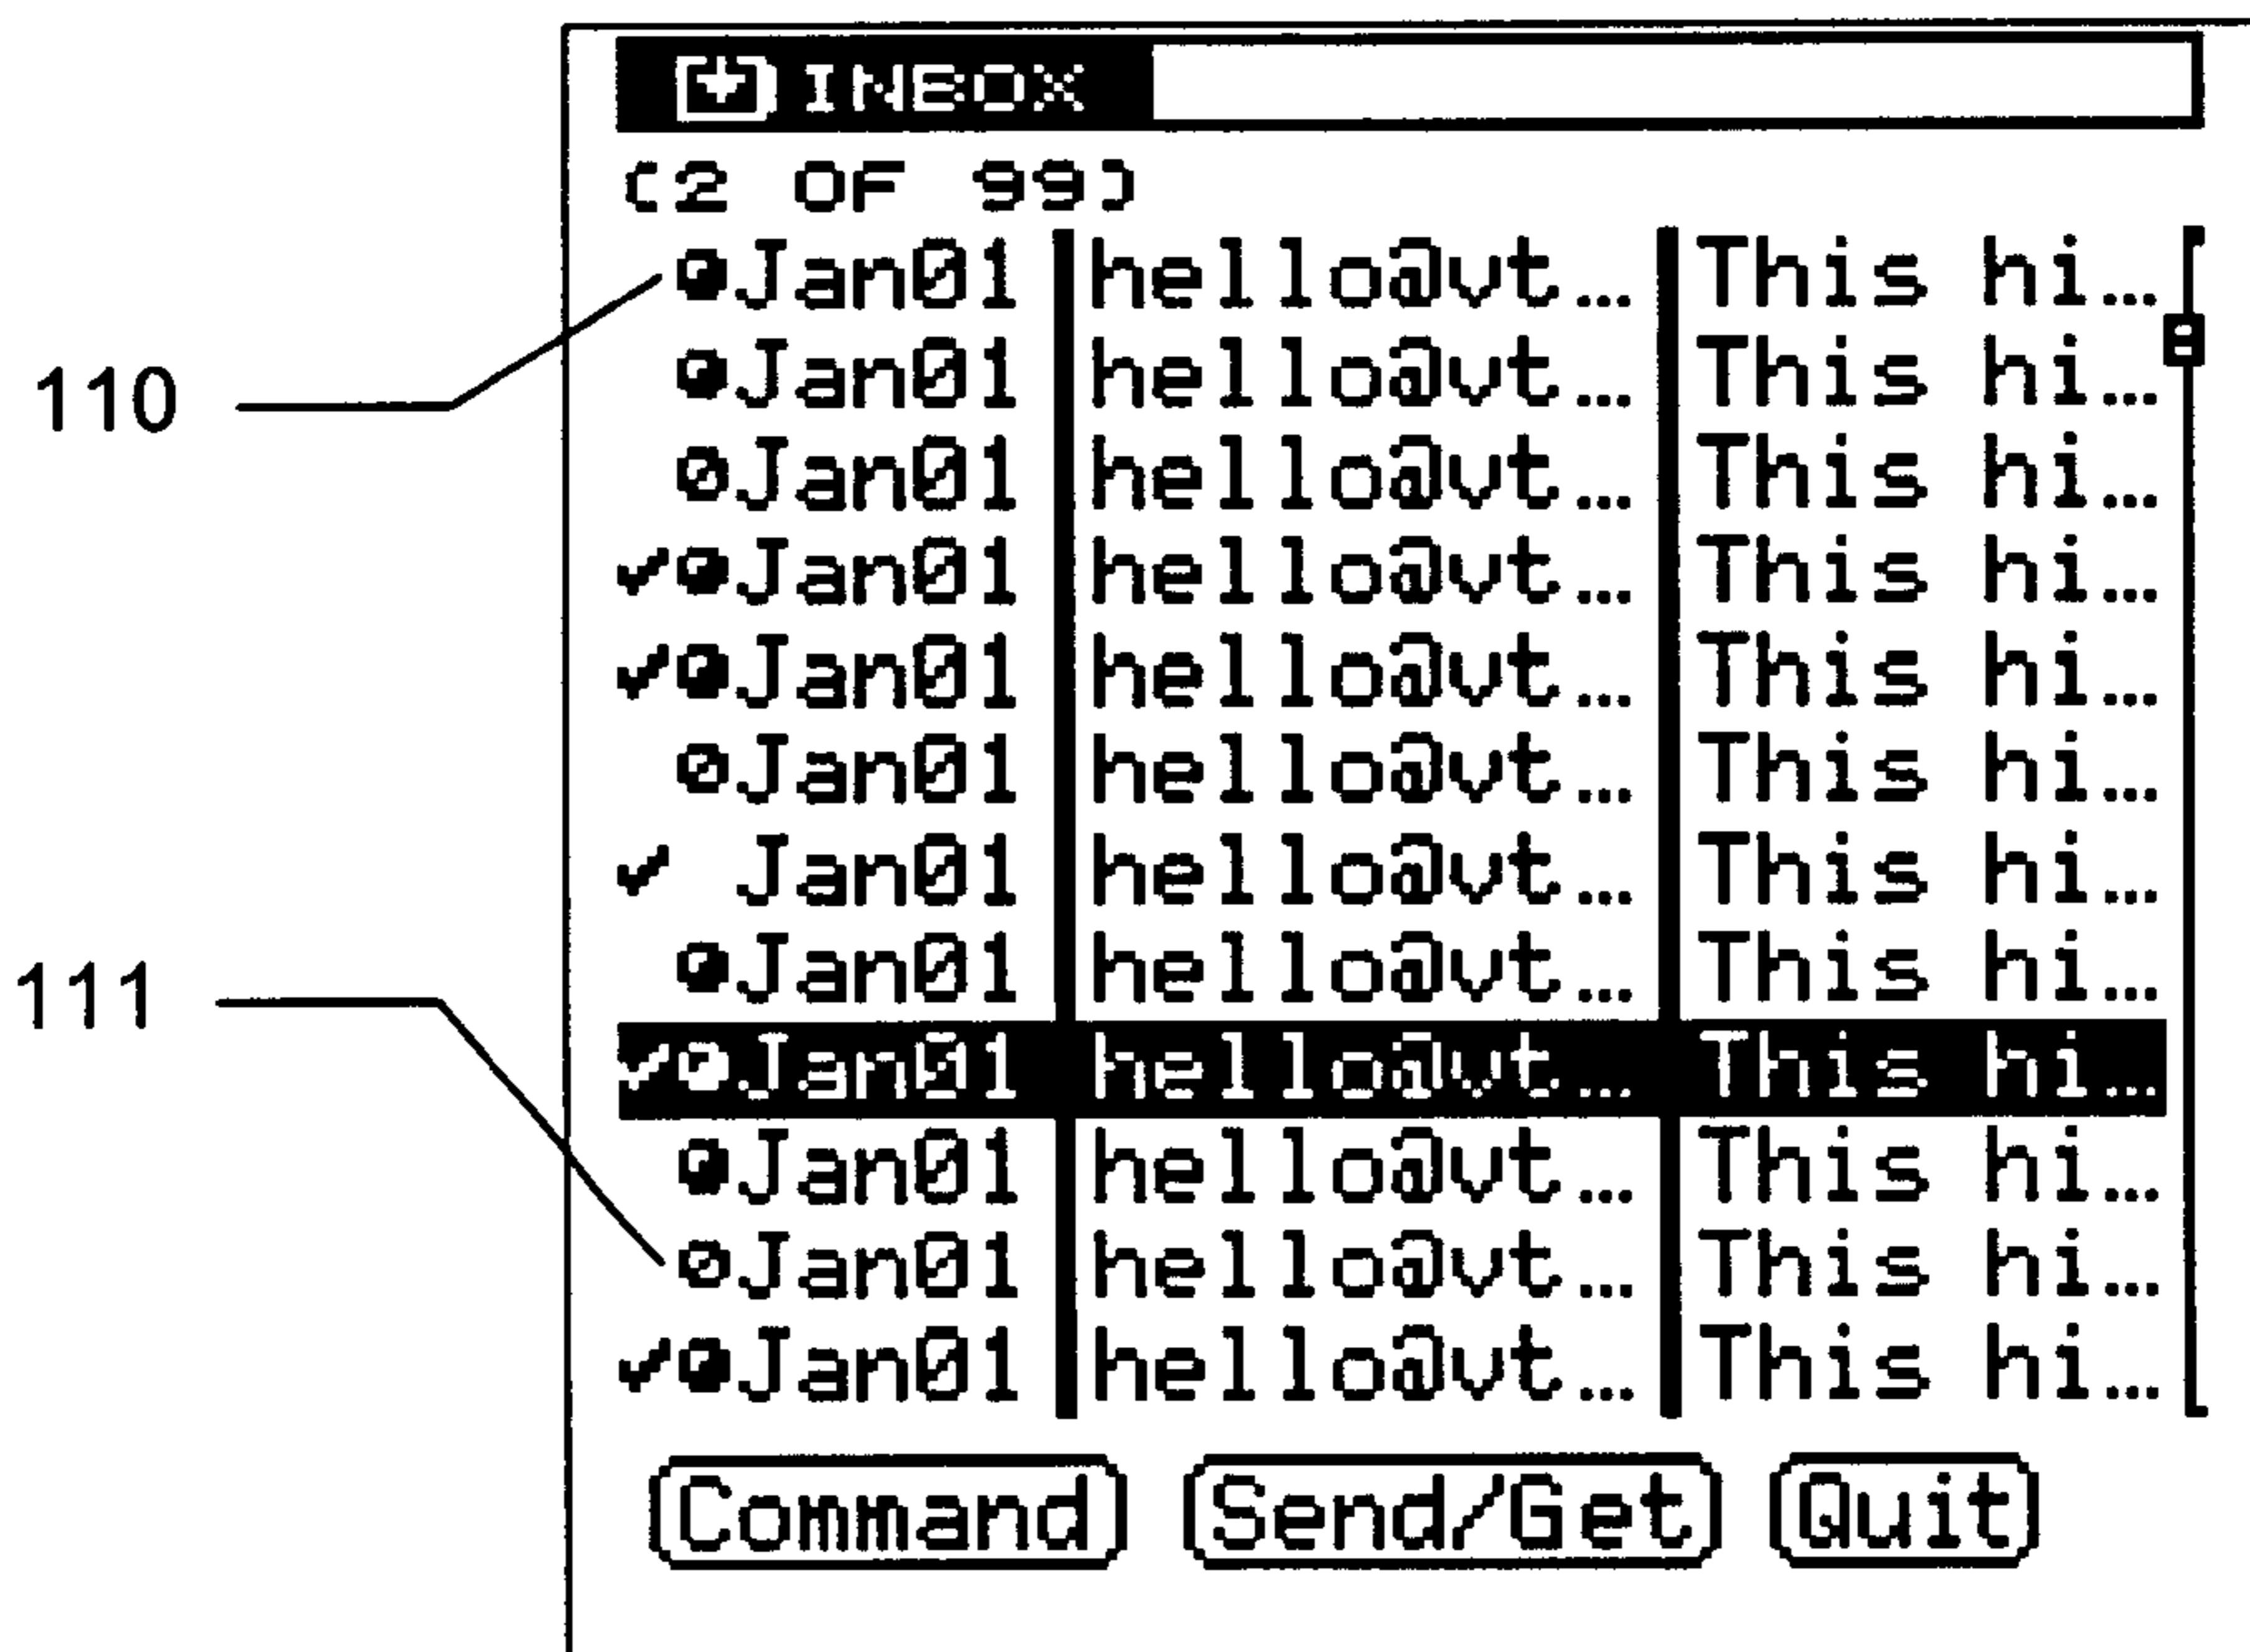 INBOX
(2 OF 99)
Jan01 hello@vt… This hi…
110
Jan01 hello@vt… This hi…
Jan01 hello@vt… This hi…
✓ Jan01 hello@vt… This hi…
✓ Jan01 hello@vt… This hi…
Jan01 hello@vt… This hi…
✓ Jan01 hello@vt… This hi…
Jan01 hello@vt… This hi…
111
✓ Jan01 hello@vt… This hi…
Jan01 hello@vt… This hi…
Jan01 hello@vt… This hi…
✓ Jan01 hello@vt… This hi…
Command Send/Get Quit